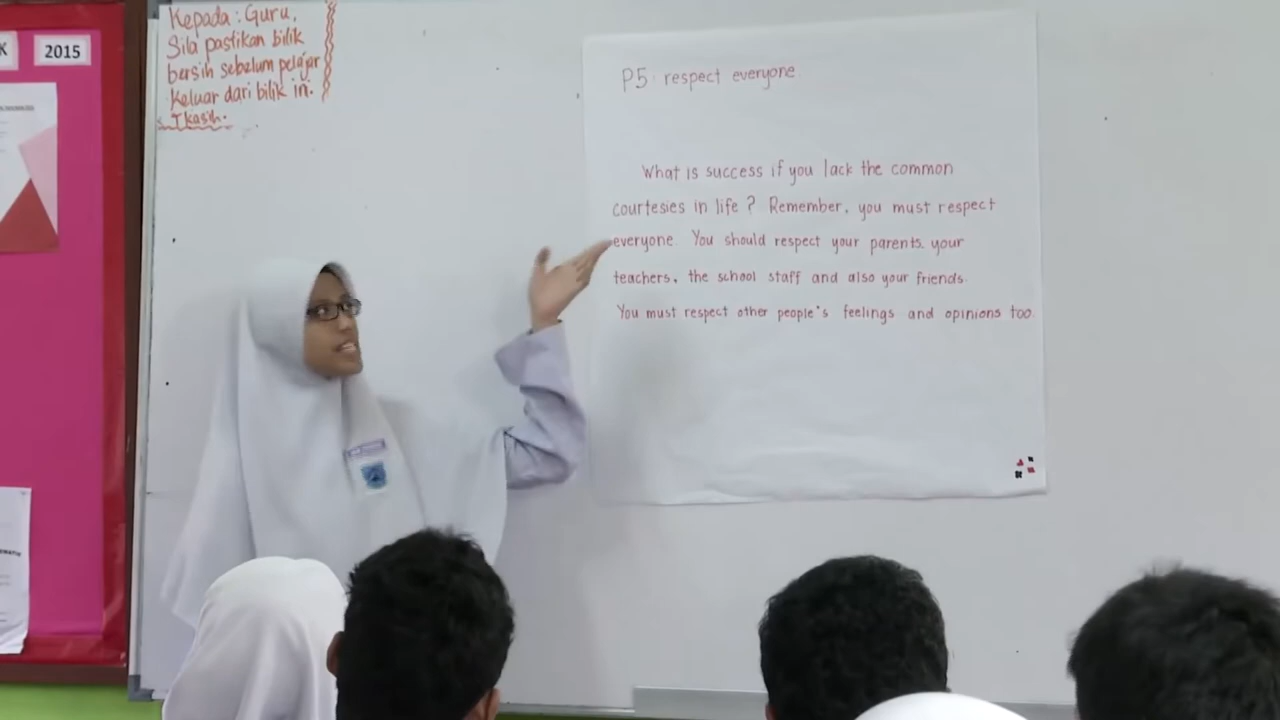 Kepada : Guru,
Sila pastikan bilik
bersih sebelum pelajar
keluar dari bilik ini.
Tkasih.
K
2015
P5 : respect everyone
What is success if you lack the common
courtesies in life ? Remember, you must respect
everyone. You should respect your parents, your
teachers, the school staff and also your friends.
You must respect other people's feelings and opinions too.